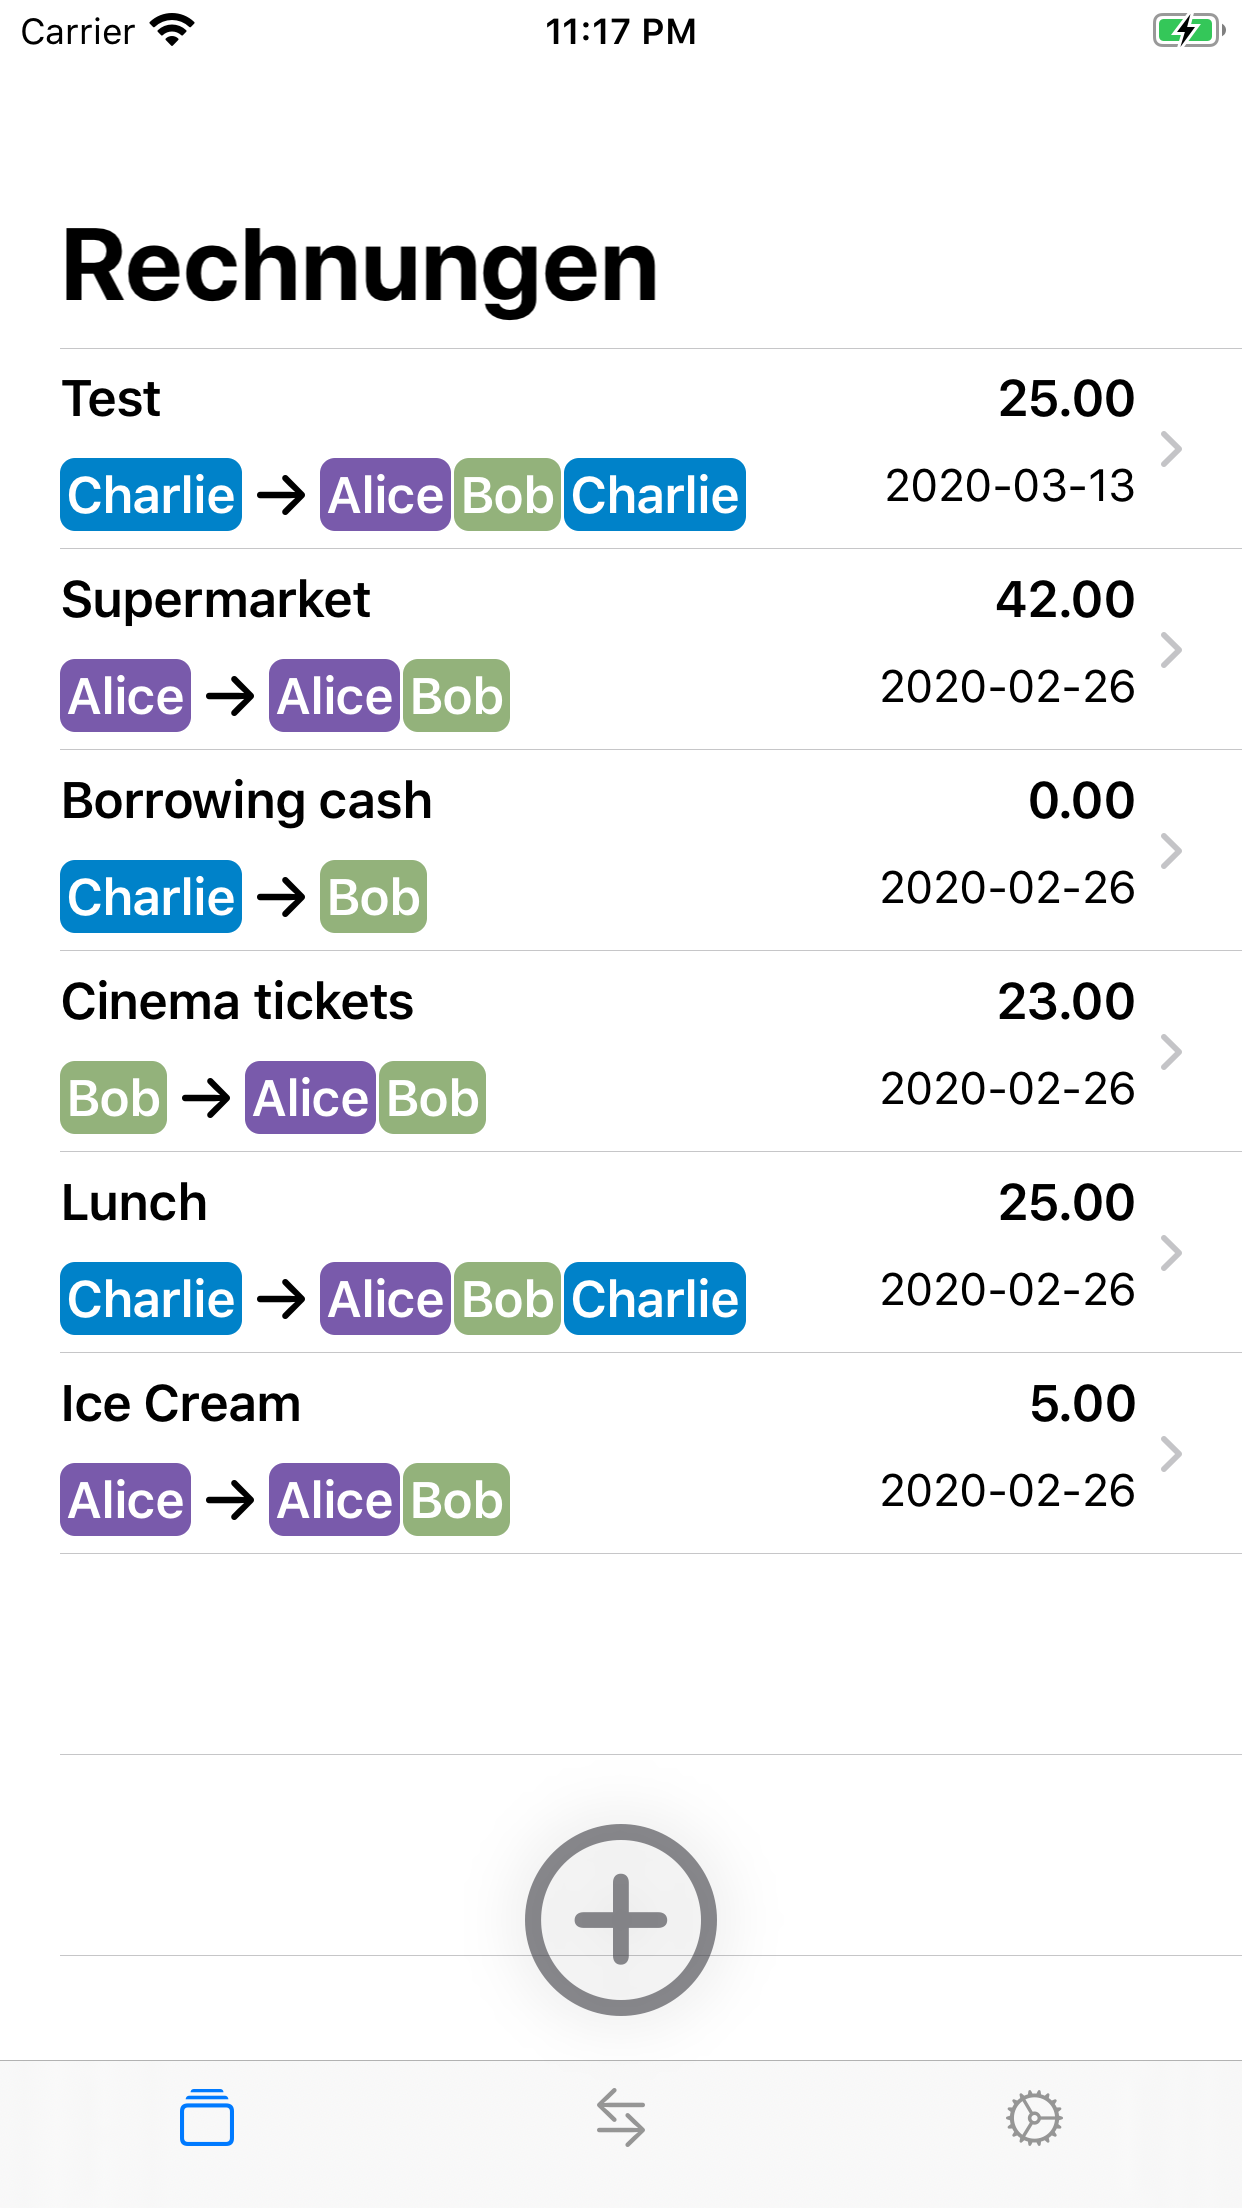 Carrier 11:17 PM
Rechnungen
Test 25.00
Charlie → Alice Bob Charlie 2020-03-13
Supermarket 42.00
Alice → Alice Bob 2020-02-26
Borrowing cash 0.00
Charlie → Bob 2020-02-26
Cinema tickets 23.00
Bob → Alice Bob 2020-02-26
Lunch 25.00
Charlie → Alice Bob Charlie 2020-02-26
Ice Cream 5.00
Alice → Alice Bob 2020-02-26